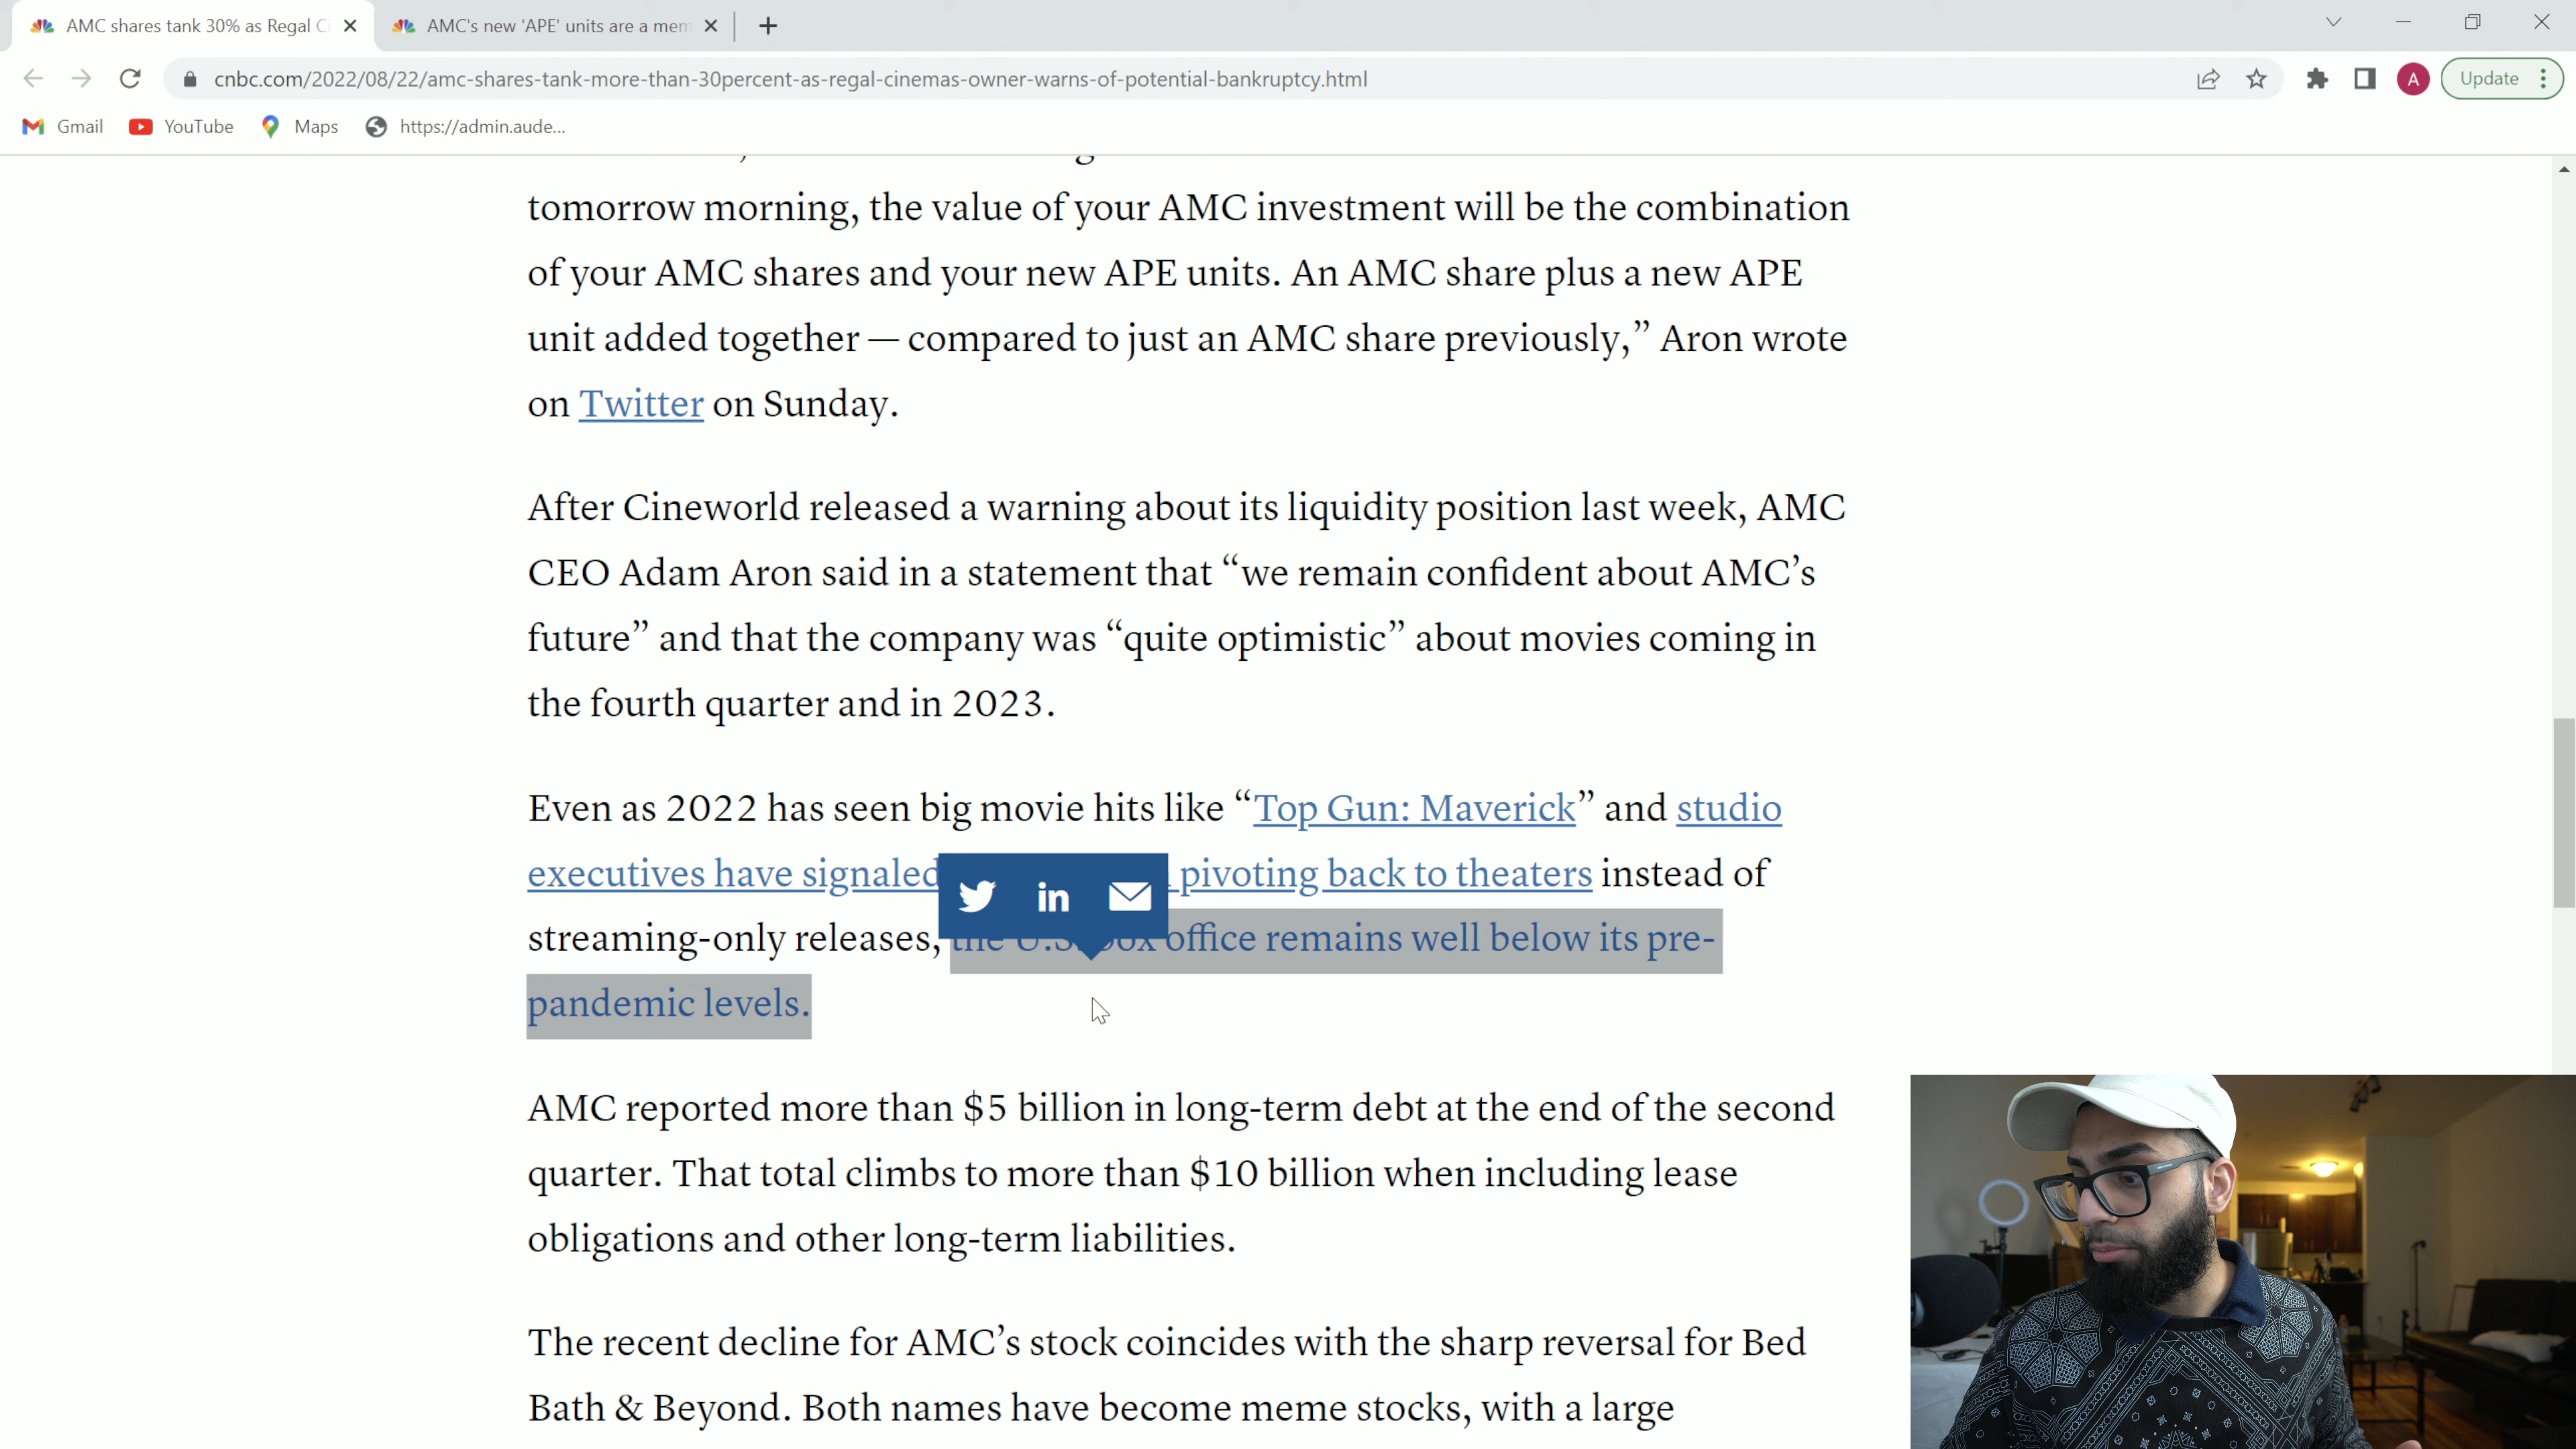 AMC shares tank 30% as Regal Ci
AMC's new 'APE' units are a mem
cnbc.com/2022/08/22/amc-shares-tank-more-than-30percent-as-regal-cinemas-owner-warns-of-potential-bankruptcy.html
A
Update
Gmail
YouTube
Maps
https://admin.aude...
tomorrow morning, the value of your AMC investment will be the combination
of your AMC shares and your new APE units. An AMC share plus a new APE
unit added together — compared to just an AMC share previously,” Aron wrote
on Twitter on Sunday.
After Cineworld released a warning about its liquidity position last week, AMC
CEO Adam Aron said in a statement that “we remain confident about AMC’s
future” and that the company was “quite optimistic” about movies coming in
the fourth quarter and in 2023.
Even as 2022 has seen big movie hits like “Top Gun: Maverick” and studio
executives have signaled pivoting back to theaters instead of
in
streaming-only releases, the U.S. box office remains well below its pre-
pandemic levels.
AMC reported more than $5 billion in long-term debt at the end of the second
quarter. That total climbs to more than $10 billion when including lease
obligations and other long-term liabilities.
The recent decline for AMC’s stock coincides with the sharp reversal for Bed
Bath & Beyond. Both names have become meme stocks, with a large